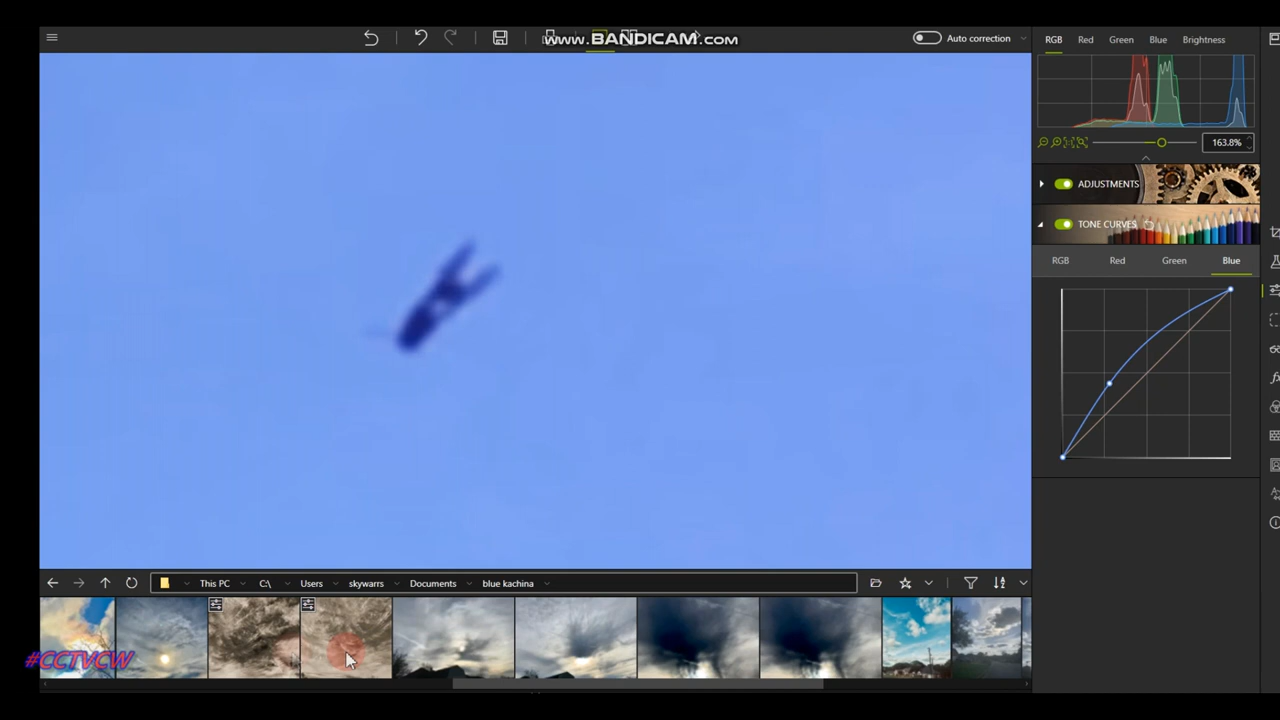 www.BANDICAM.com
Auto correction
RGB Red Green Blue Brightness
163.8%
ADJUSTMENTS
TONE CURVES
RGB Red Green Blue
This PC C:\ Users skywarrs Documents blue kachina
#CCTVCW